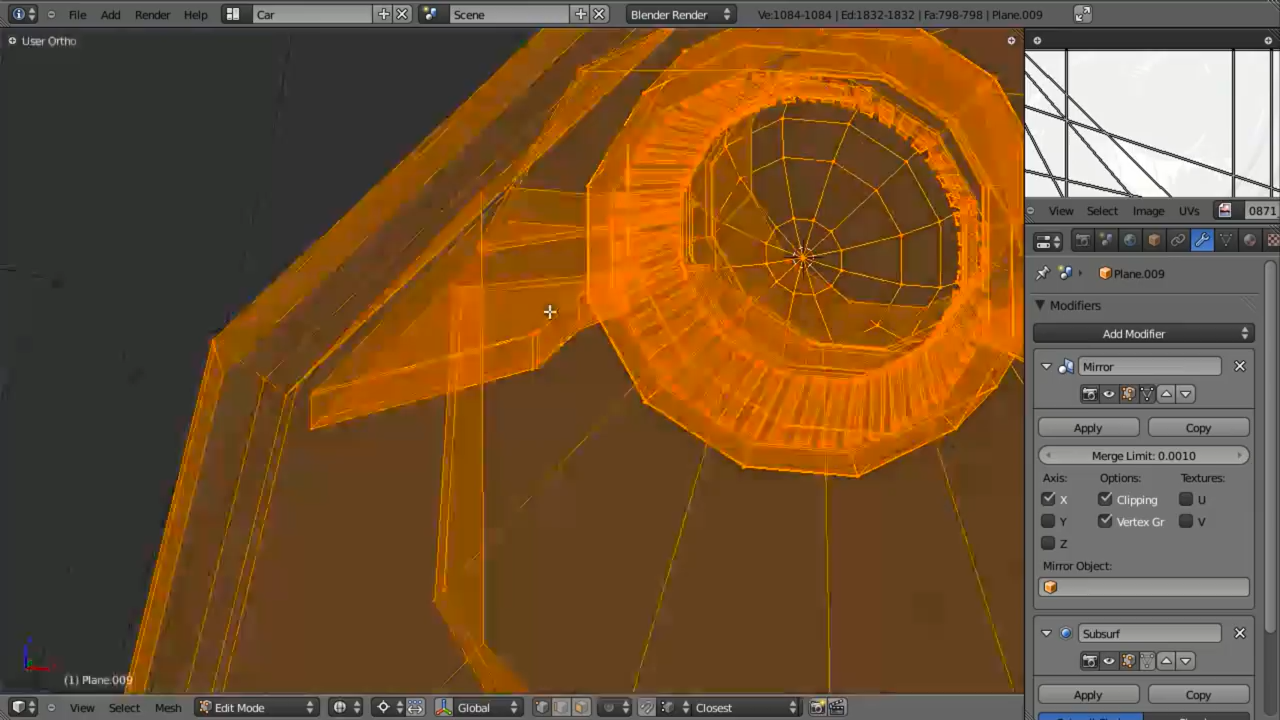 File Add Render Help Car Scene Blender Render Ve:1084-1084 | Ed:1832-1832 | Fa:798-798 | Plane.009
User Ortho
View Select Image UVs 0871
Plane.009
Modifiers
Add Modifier
Mirror
Apply Copy
Merge Limit: 0.0010
Axis: Options: Textures:
X Clipping U
Y Vertex Gr V
Z
Mirror Object:
Subsurf
(1) Plane.009
Apply Copy
View Select Mesh Edit Mode Global Closest